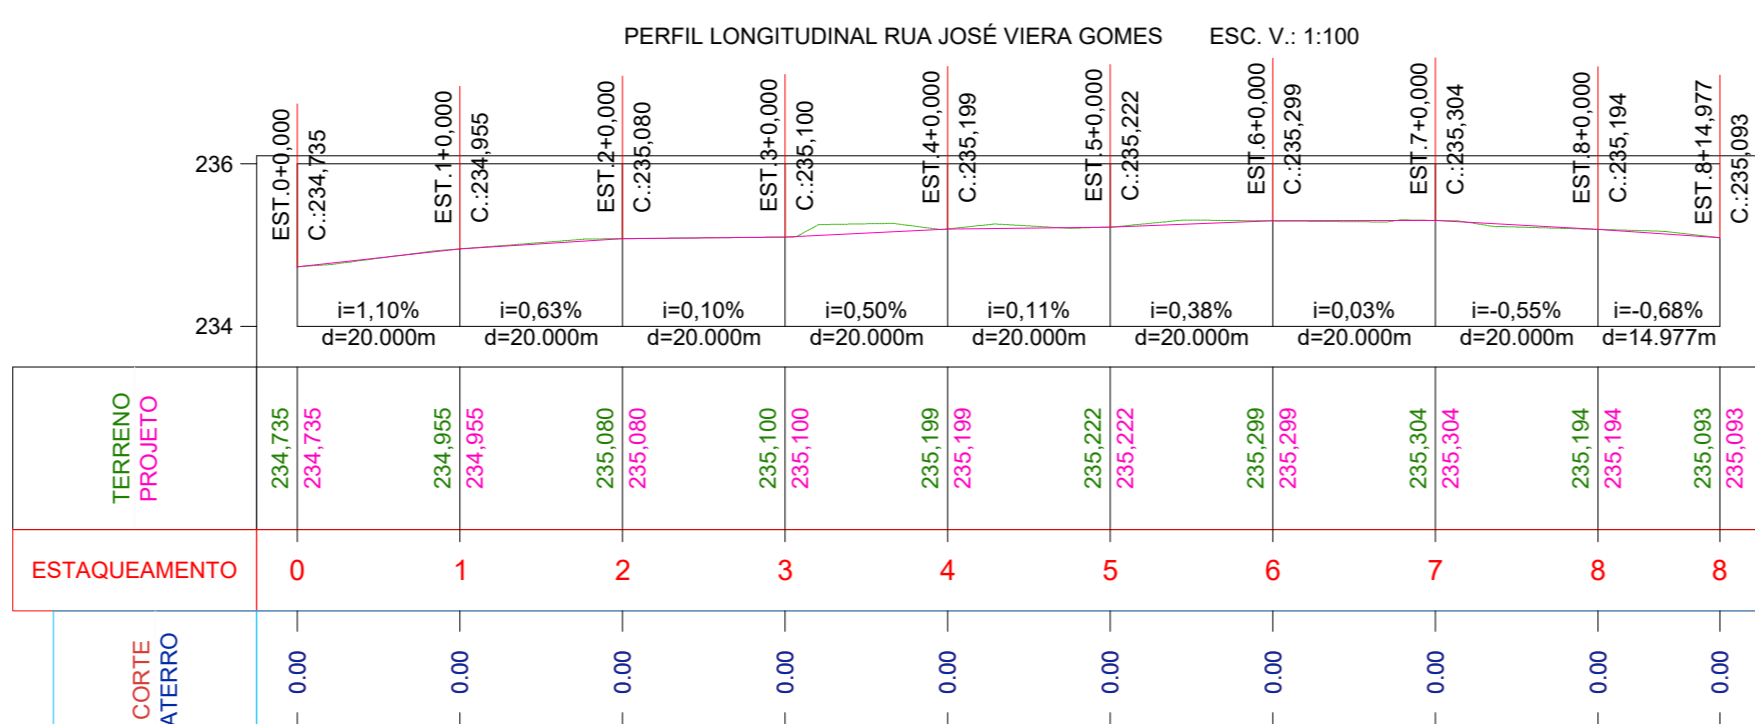 PERFIL LONGITUDINAL RUA JOSÉ VIERA GOMES ESC. V.: 1:100
EST.0+0,000
C.:234,735
EST.1+0,000
C.:234,955
EST.2+0,000
C.:235,080
EST.3+0,000
C.:235,100
EST.4+0,000
C.:235,199
EST.5+0,000
C.:235,222
EST.6+0,000
C.:235,299
EST.7+0,000
C.:235,304
EST.8+0,000
C.:235,194
EST.8+14,977
C.:235,093
236
234
i=1,10% i=0,63% i=0,10% i=0,50% i=0,11% i=0,38% i=0,03% i=-0,55% i=-0,68%
d=20.000m d=20.000m d=20.000m d=20.000m d=20.000m d=20.000m d=20.000m d=20.000m d=14.977m
TERRENO
PROJETO
234,735
234,735
234,955
234,955
235,080
235,080
235,100
235,100
235,199
235,199
235,222
235,222
235,299
235,299
235,304
235,304
235,194
235,194
235,093
235,093
ESTAQUEAMENTO 0 1 2 3 4 5 6 7 8 8
CORTE
ATERRO
0.00 0.00 0.00 0.00 0.00 0.00 0.00 0.00 0.00 0.00